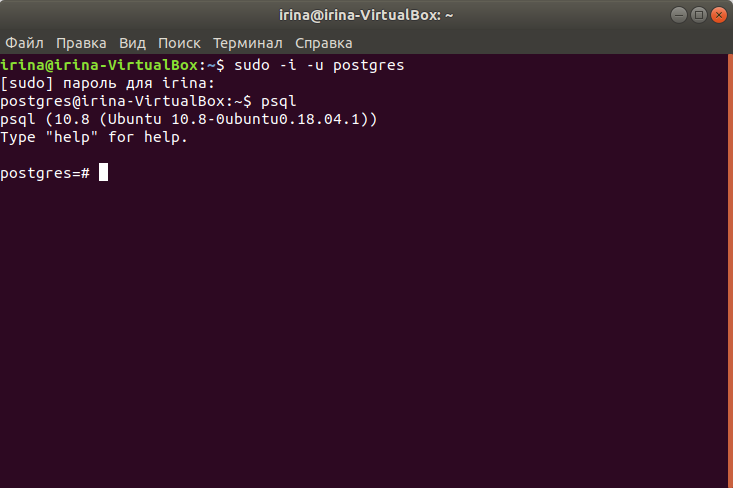 irina@irina-VirtualBox: ~
Файл Правка Вид Поиск Терминал Справка
irina@irina-VirtualBox:~$ sudo -i -u postgres
[sudo] пароль для irina:
postgres@irina-VirtualBox:~$ psql
psql (10.8 (Ubuntu 10.8-0ubuntu0.18.04.1))
Type "help" for help.
postgres=#